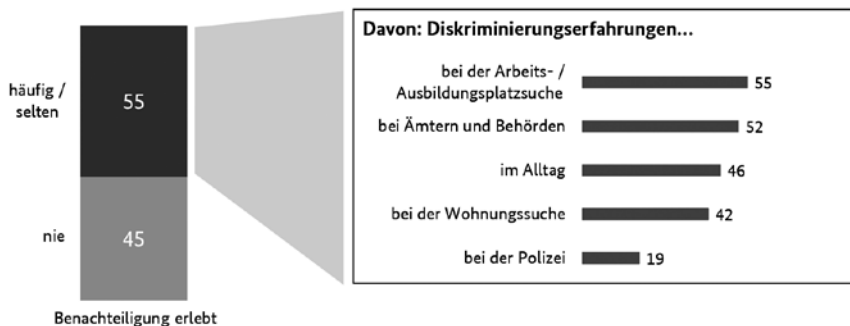 häufig /
selten
55
nie
45
Benachteiligung erlebt
Davon: Diskriminierungserfahrungen...
bei der Arbeits- /
Ausbildungsplatzsuche 55
bei Ämtern und Behörden 52
im Alltag 46
bei der Wohnungssuche 42
bei der Polizei 19